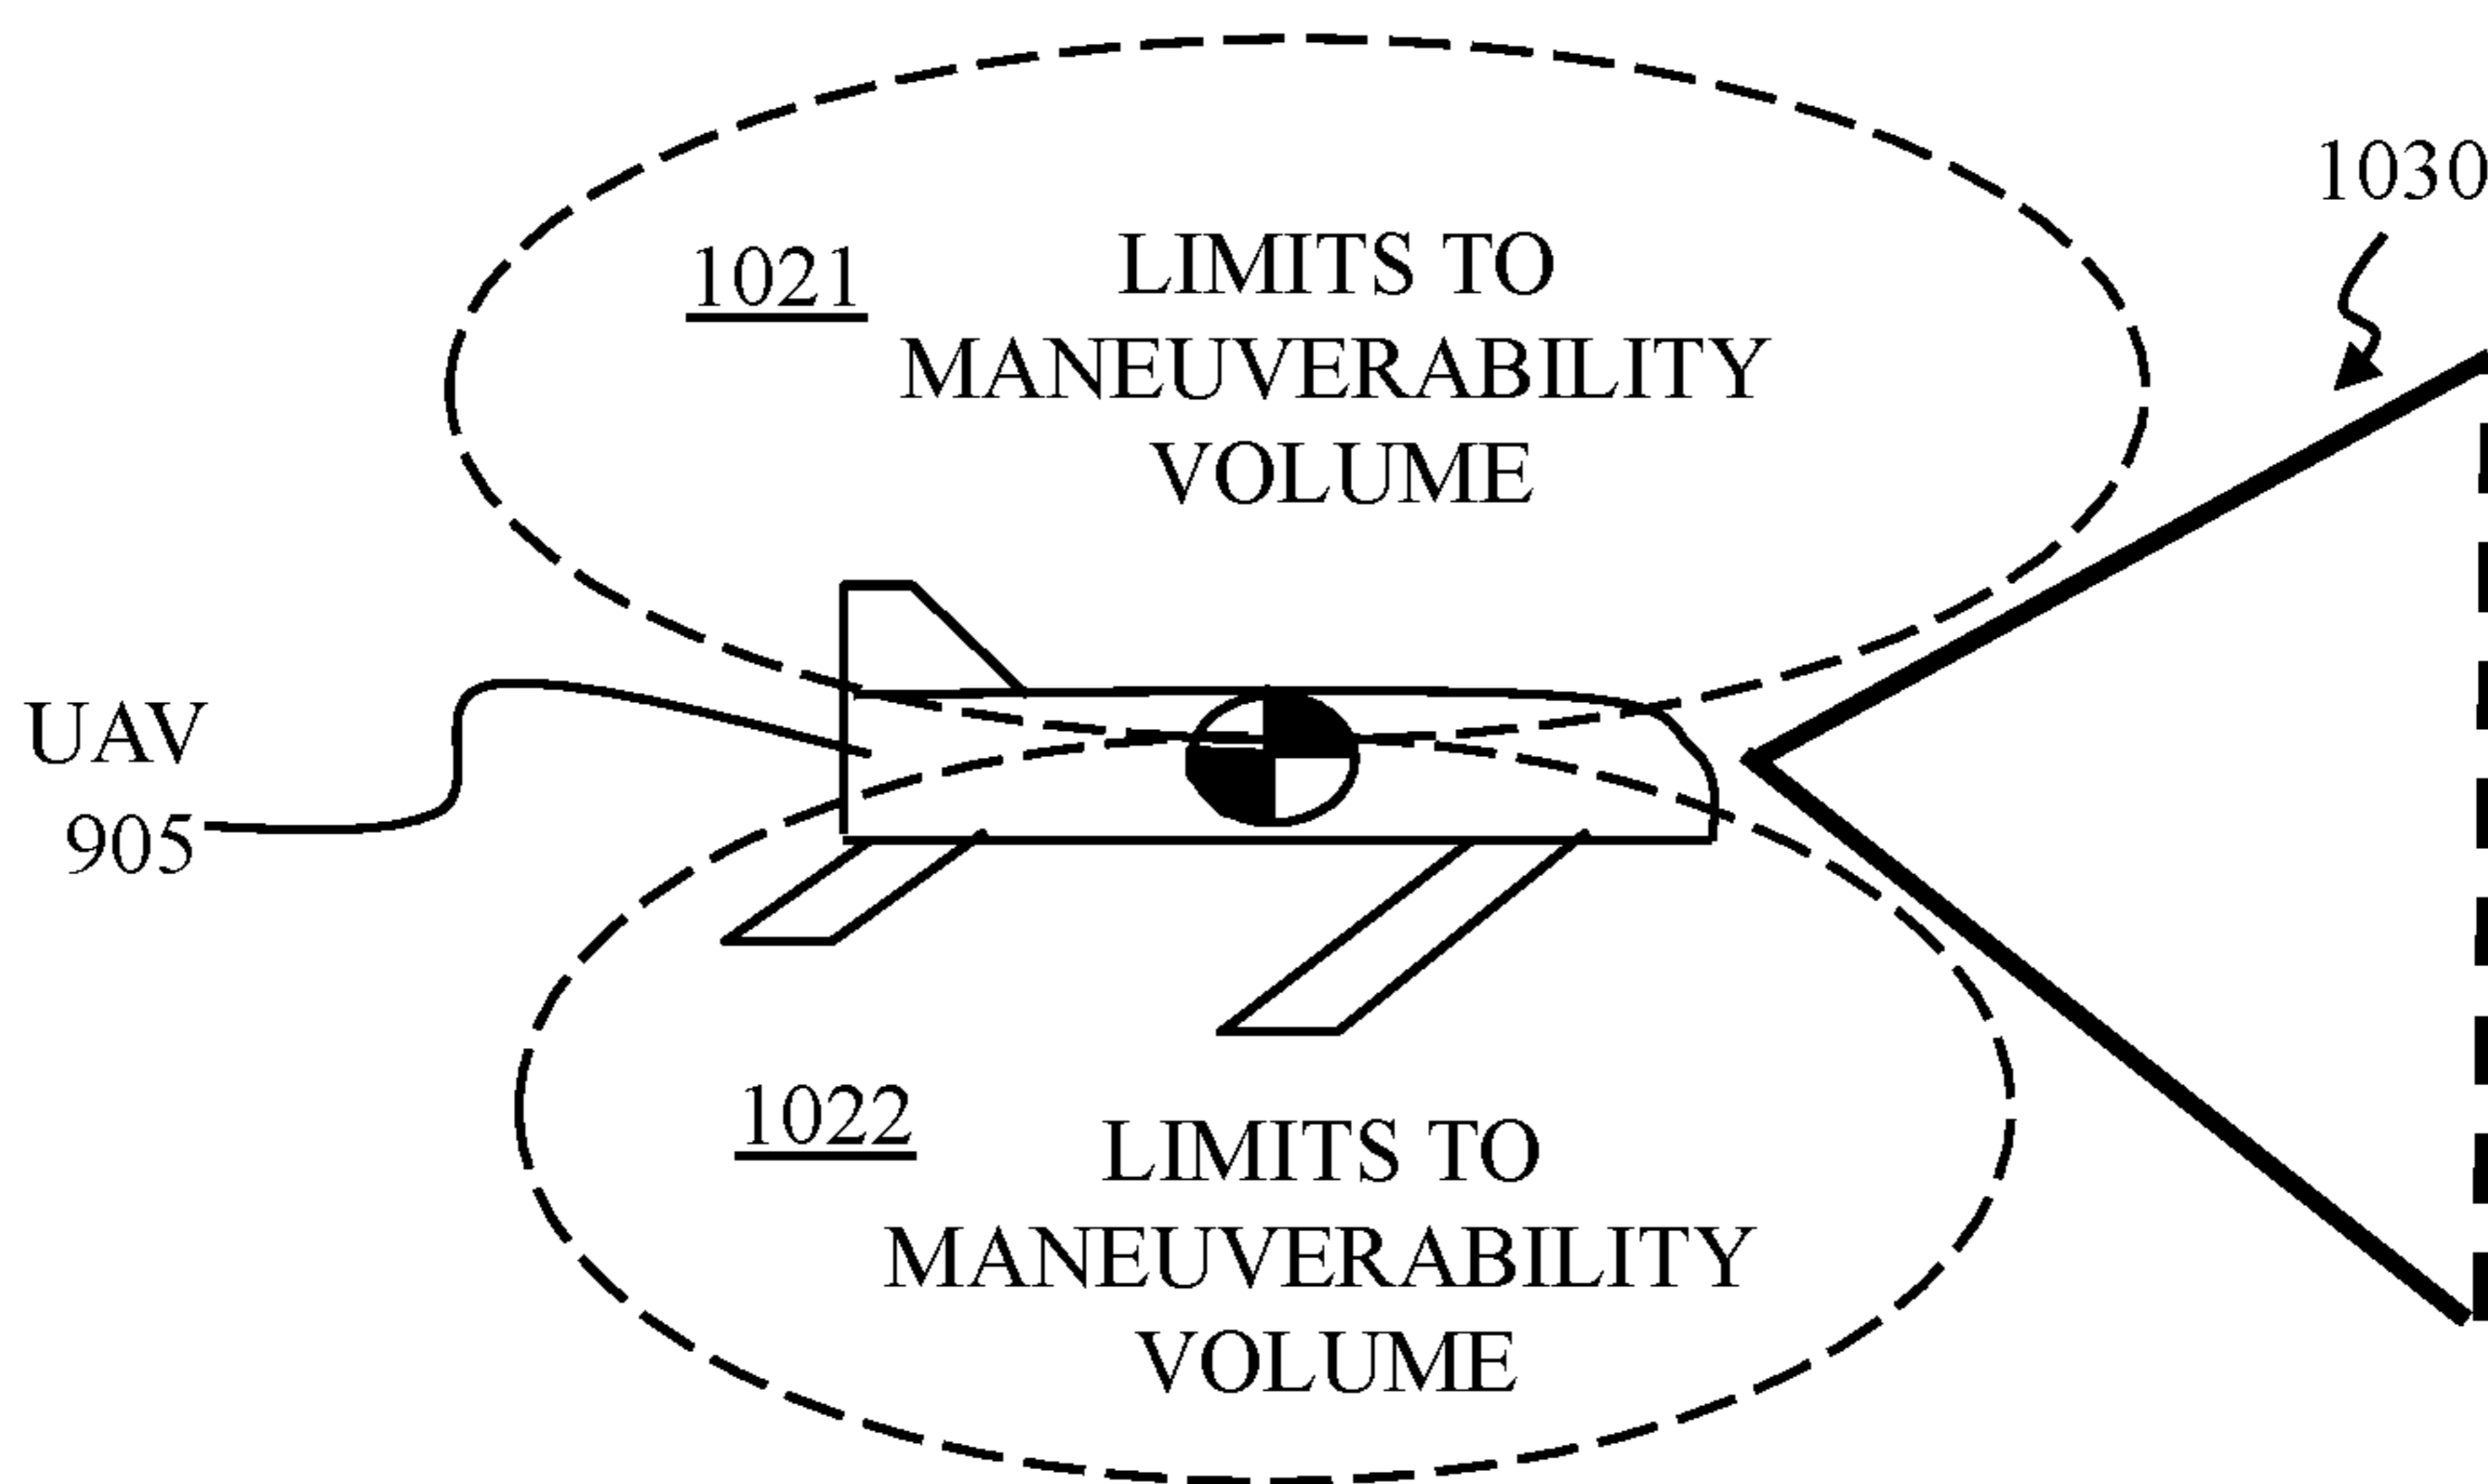 1030
1021
LIMITS TO
MANEUVERABILITY
VOLUME
UAV
905
1022
LIMITS TO
MANEUVERABILITY
VOLUME